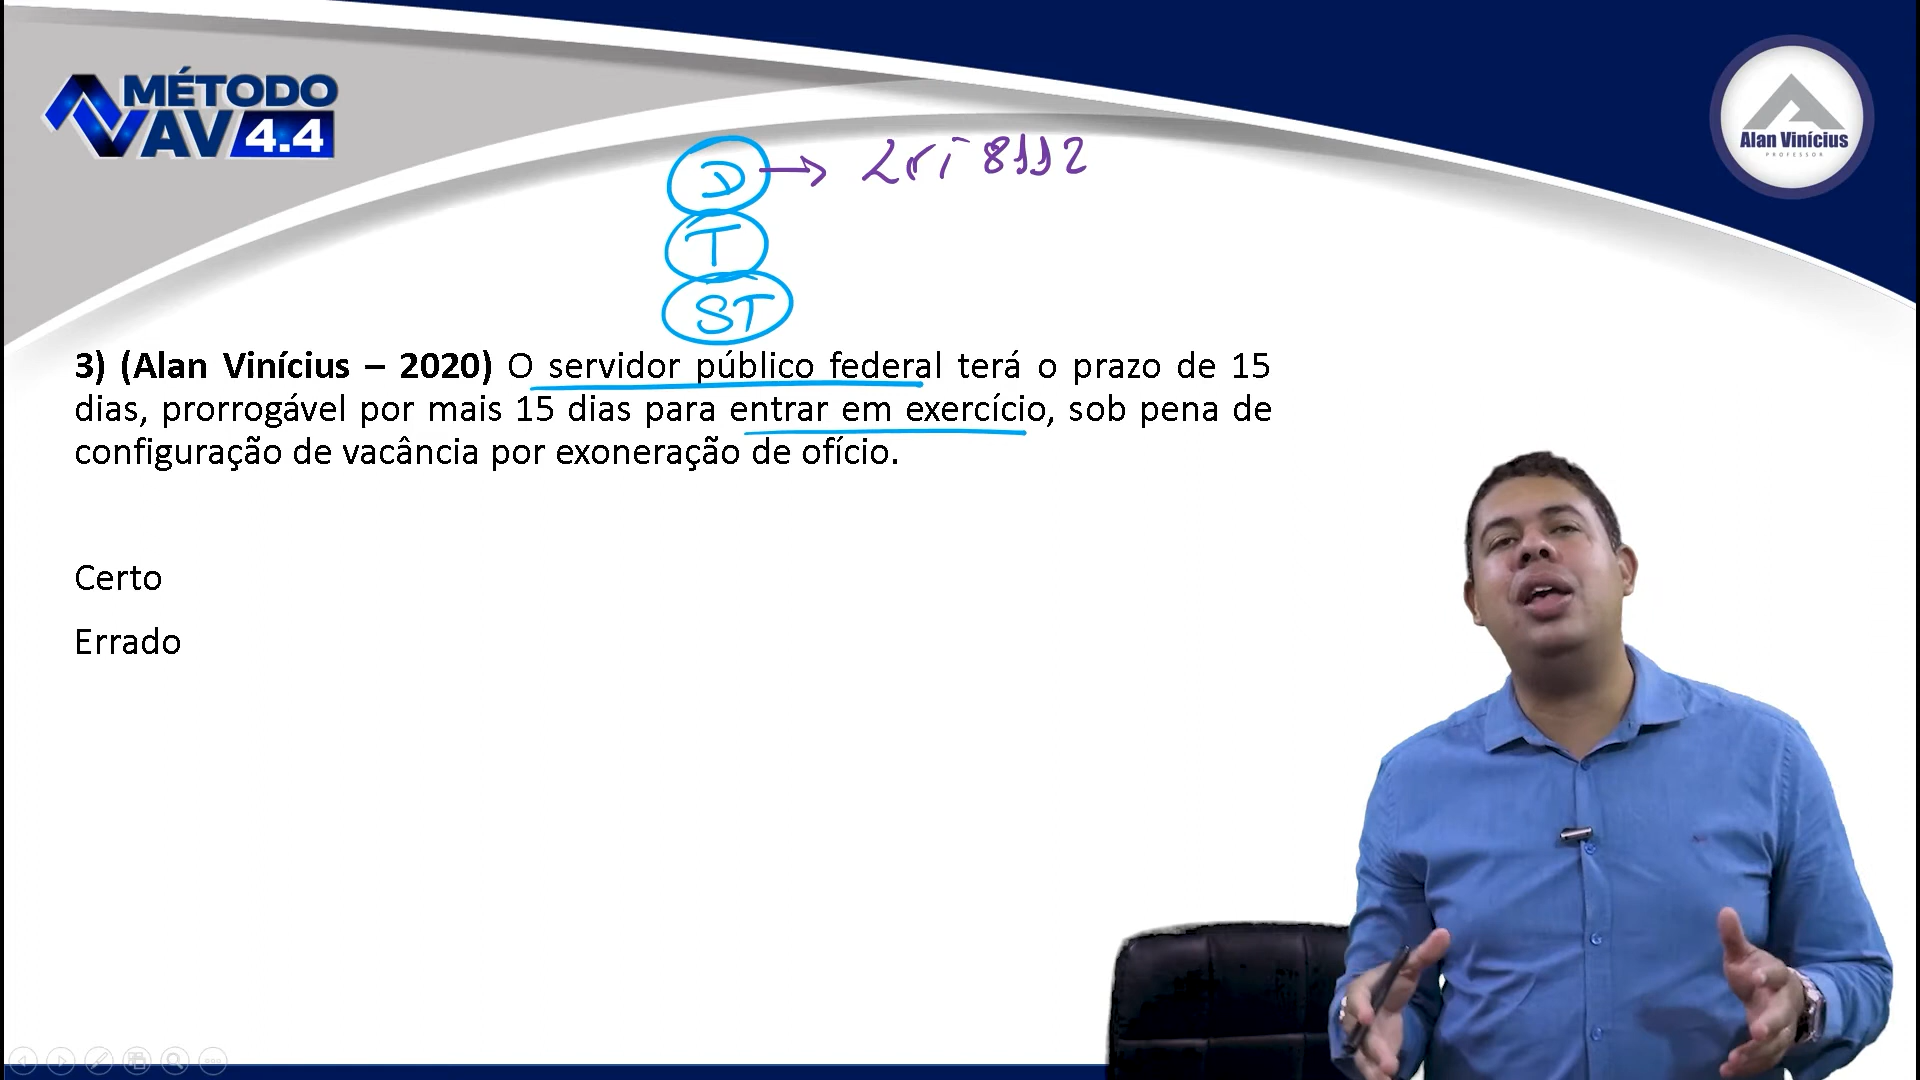 MÉTODO
AV 4.4
Alan Vinícius
PROFESSOR
D → Lei 8112
T
ST
3) (Alan Vinícius – 2020) O servidor público federal terá o prazo de 15
dias, prorrogável por mais 15 dias para entrar em exercício, sob pena de
configuração de vacância por exoneração de ofício.
Certo
Errado